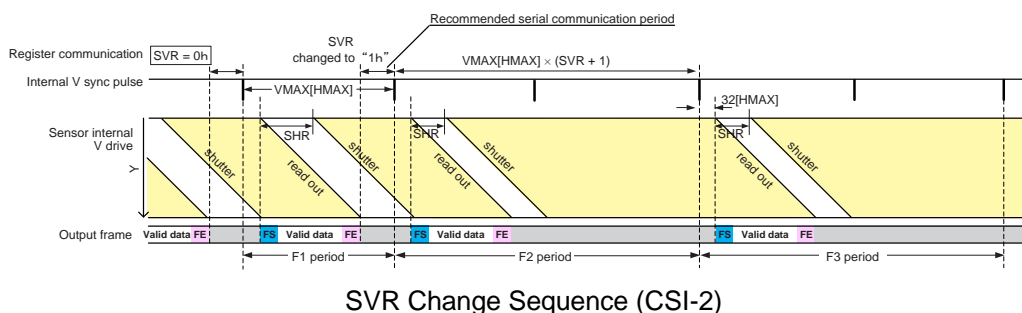 Recommended serial communication period
Register communication
SVR = 0h
SVR
changed to “1h”
VMAX[HMAX] × (SVR + 1)
Internal V sync pulse
VMAX[HMAX]
32[HMAX]
Sensor internal
V drive
Y
SHR
SHR
SHR
shutter
read out
shutter
read out
shutter
read out
shutter
Output frame
Valid data FE
FS Valid data FE
FS Valid data FE
FS Valid data FE
F1 period
F2 period
F3 period
SVR Change Sequence (CSI-2)